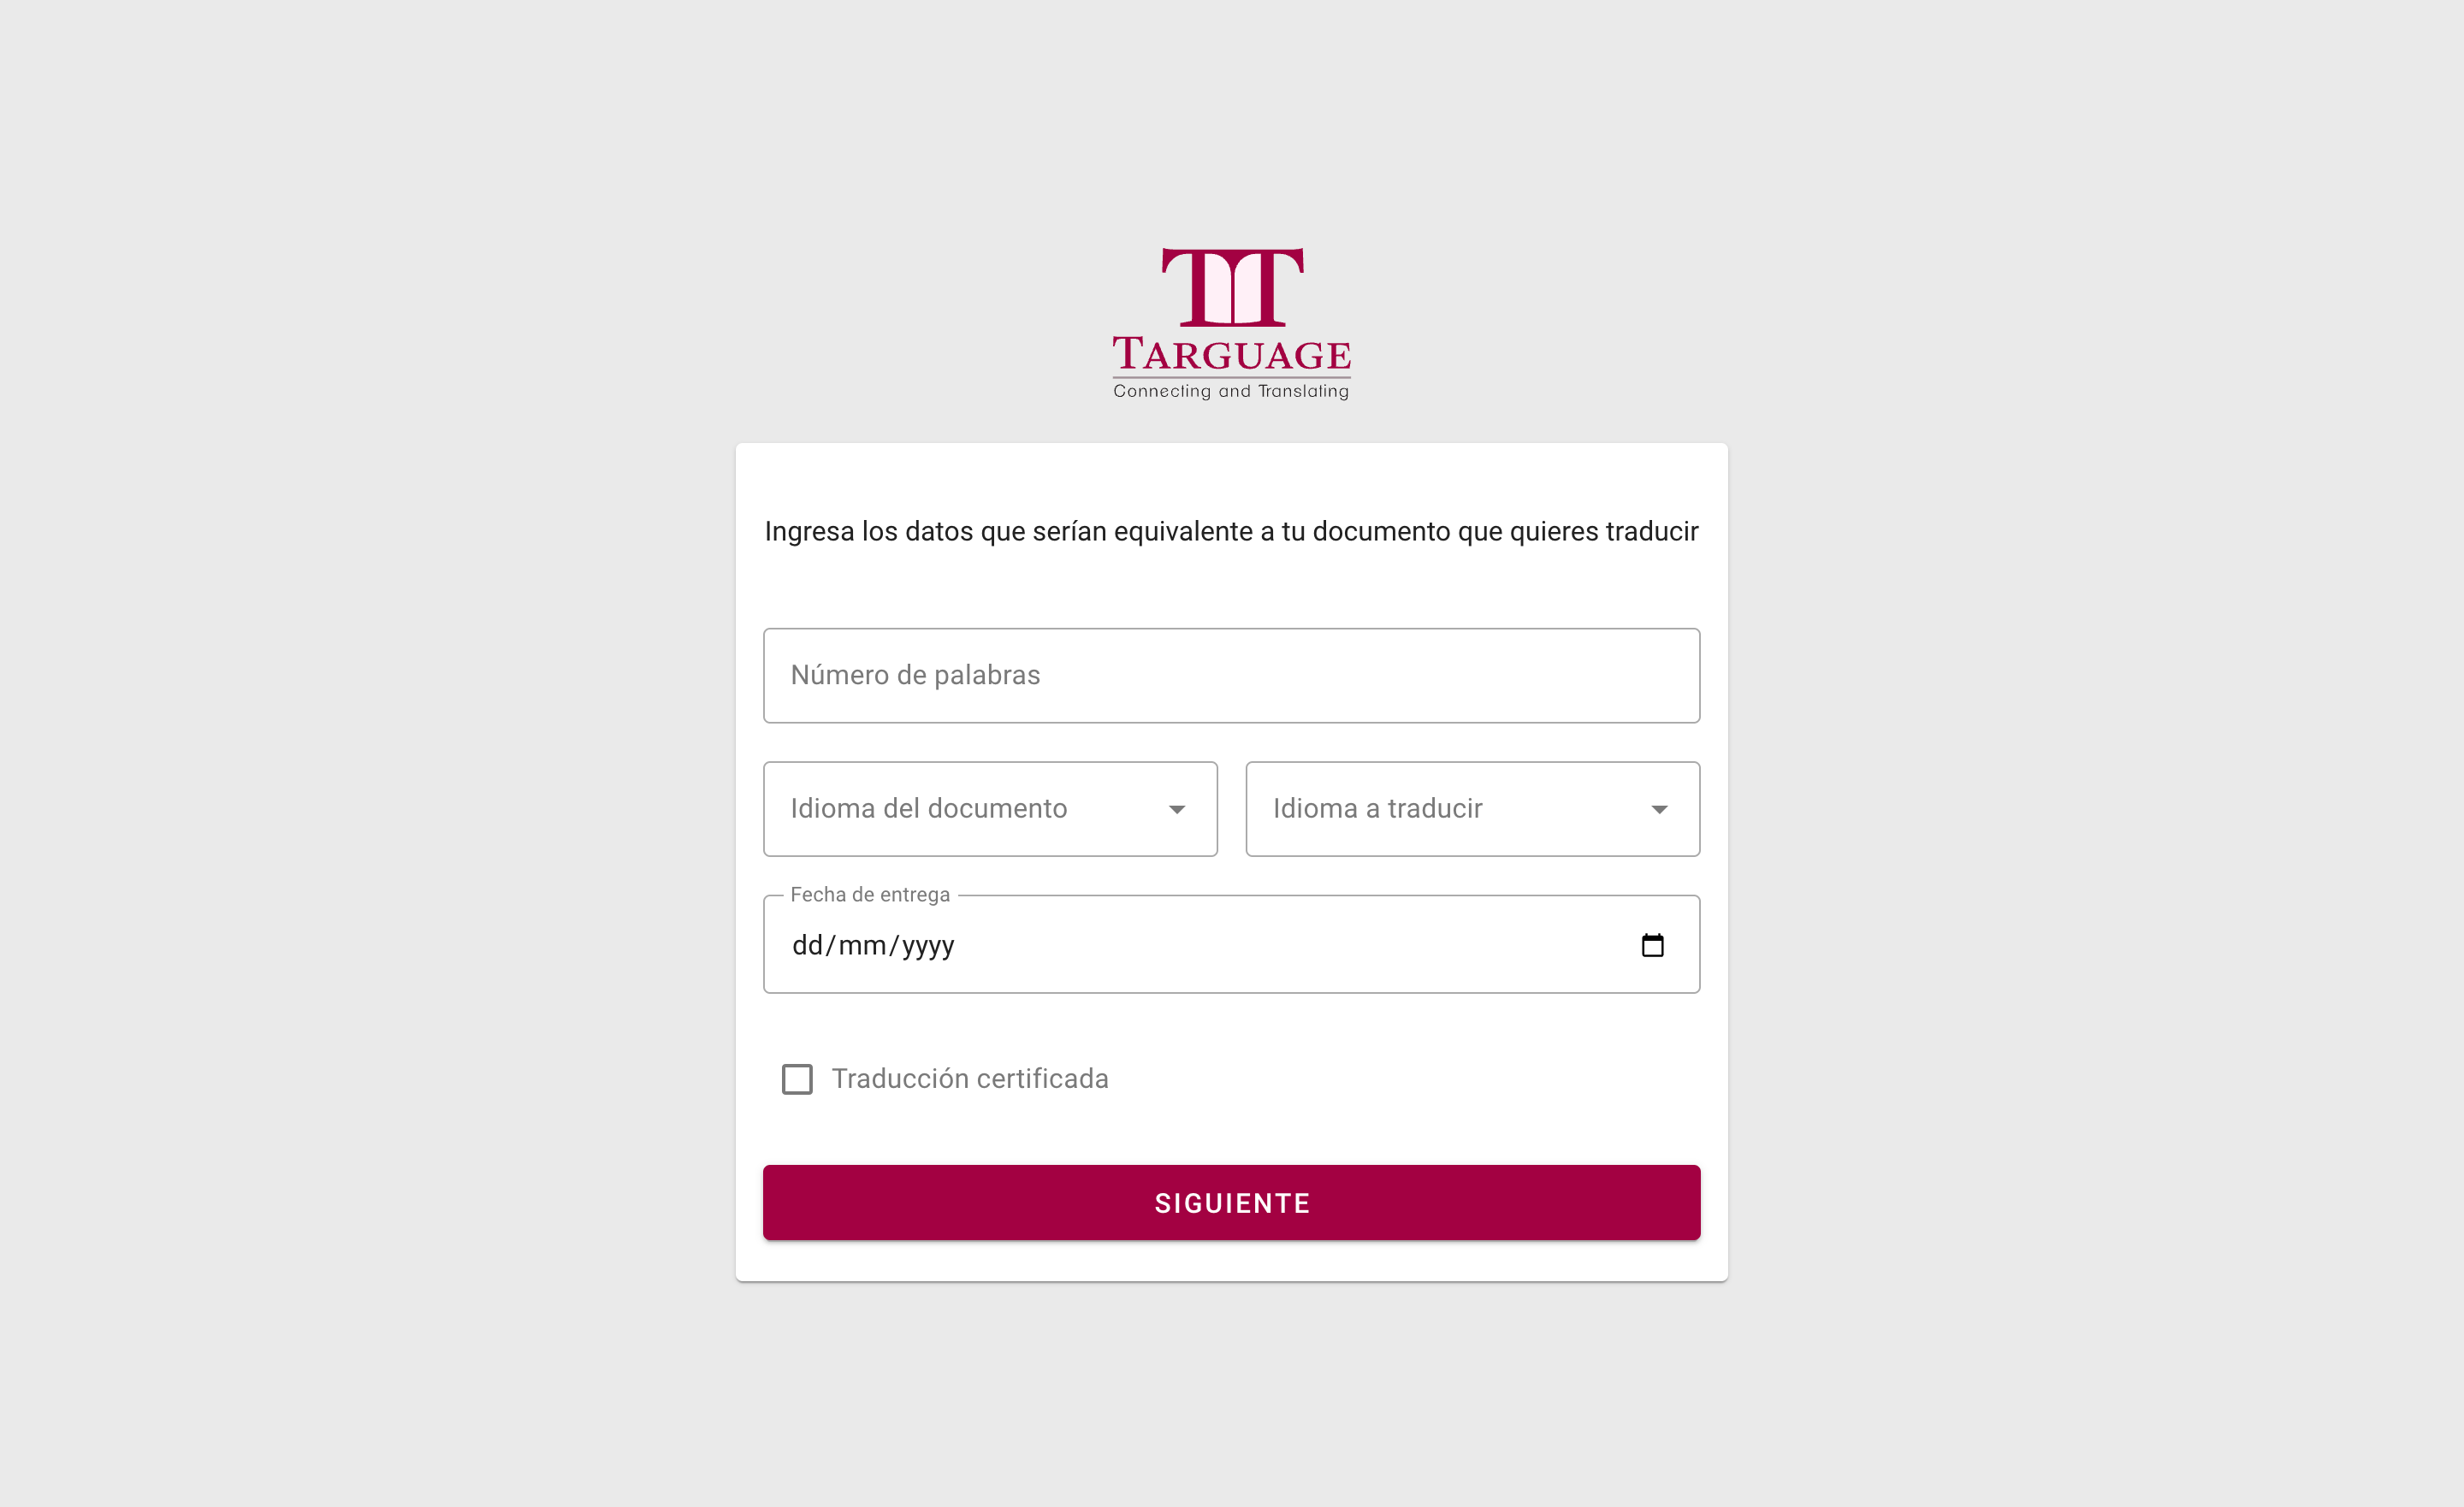 TARGUAGE
Connecting and Translating
Ingresa los datos que serían equivalente a tu documento que quieres traducir
Número de palabras
Idioma del documento
Idioma a traducir
Fecha de entrega
dd/mm/yyyy
Traducción certificada
SIGUIENTE